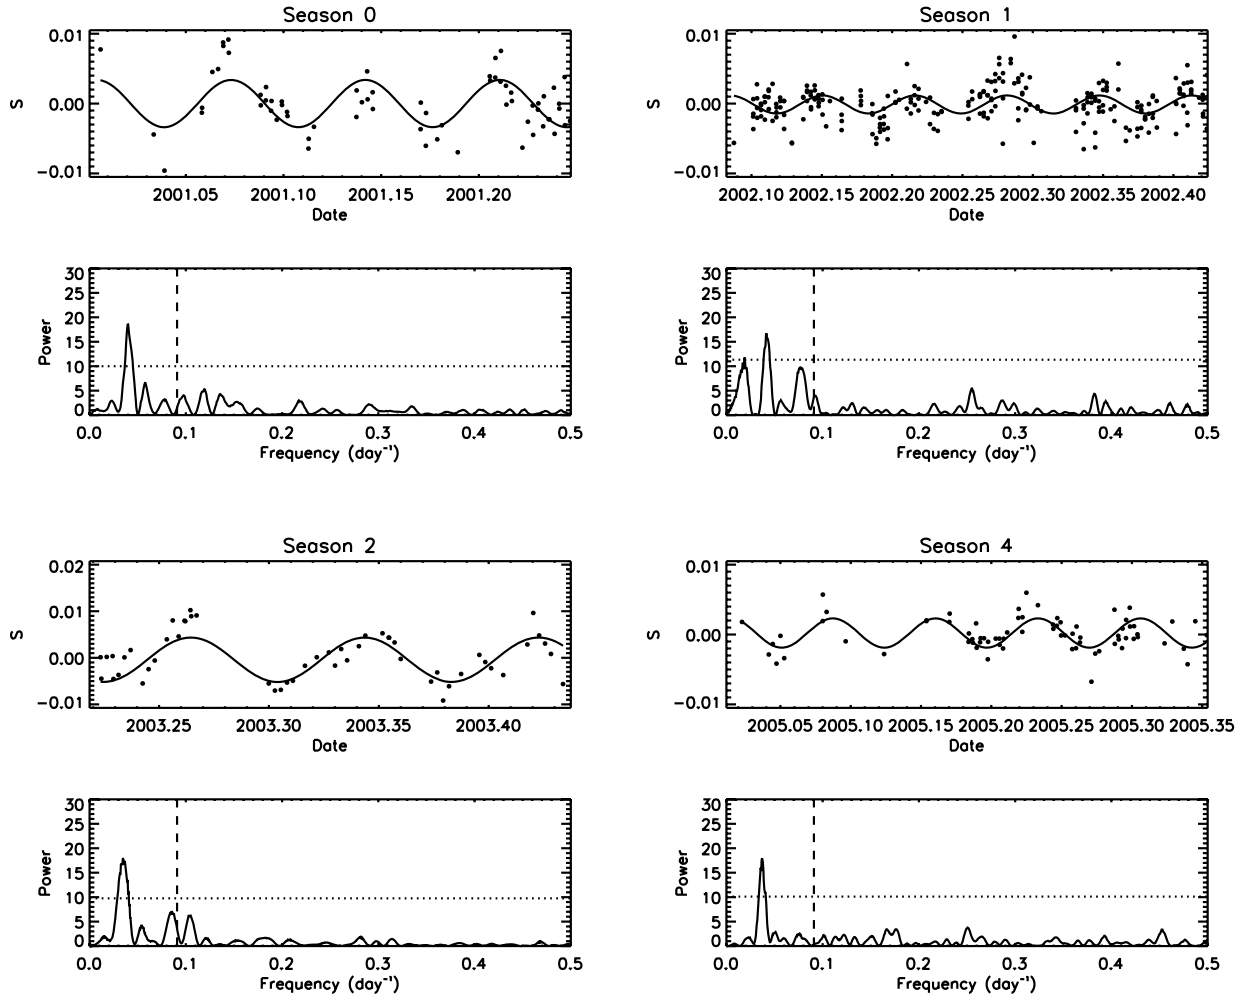 Season 0
Season 1
0.01
0.00
-0.01
S
2001.05 2001.10 2001.15 2001.20
Date
0.01
0.00
-0.01
S
2002.10 2002.15 2002.20 2002.25 2002.30 2002.35 2002.40
Date
30
25
20
15
10
5
0
Power
0.0 0.1 0.2 0.3 0.4 0.5
Frequency (day⁻¹)
30
25
20
15
10
5
0
Power
0.0 0.1 0.2 0.3 0.4 0.5
Frequency (day⁻¹)
Season 2
Season 4
0.02
0.01
0.00
-0.01
S
2003.25 2003.30 2003.35 2003.40
Date
0.01
0.00
-0.01
S
2005.05 2005.10 2005.15 2005.20 2005.25 2005.30 2005.35
Date
30
25
20
15
10
5
0
Power
0.0 0.1 0.2 0.3 0.4 0.5
Frequency (day⁻¹)
30
25
20
15
10
5
0
Power
0.0 0.1 0.2 0.3 0.4 0.5
Frequency (day⁻¹)